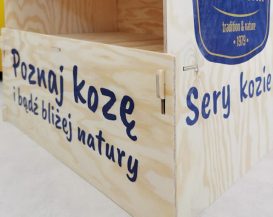 Poznaj kozę
i bądź bliżej natury
tradition & nature
• 1979 •
Sery kozie